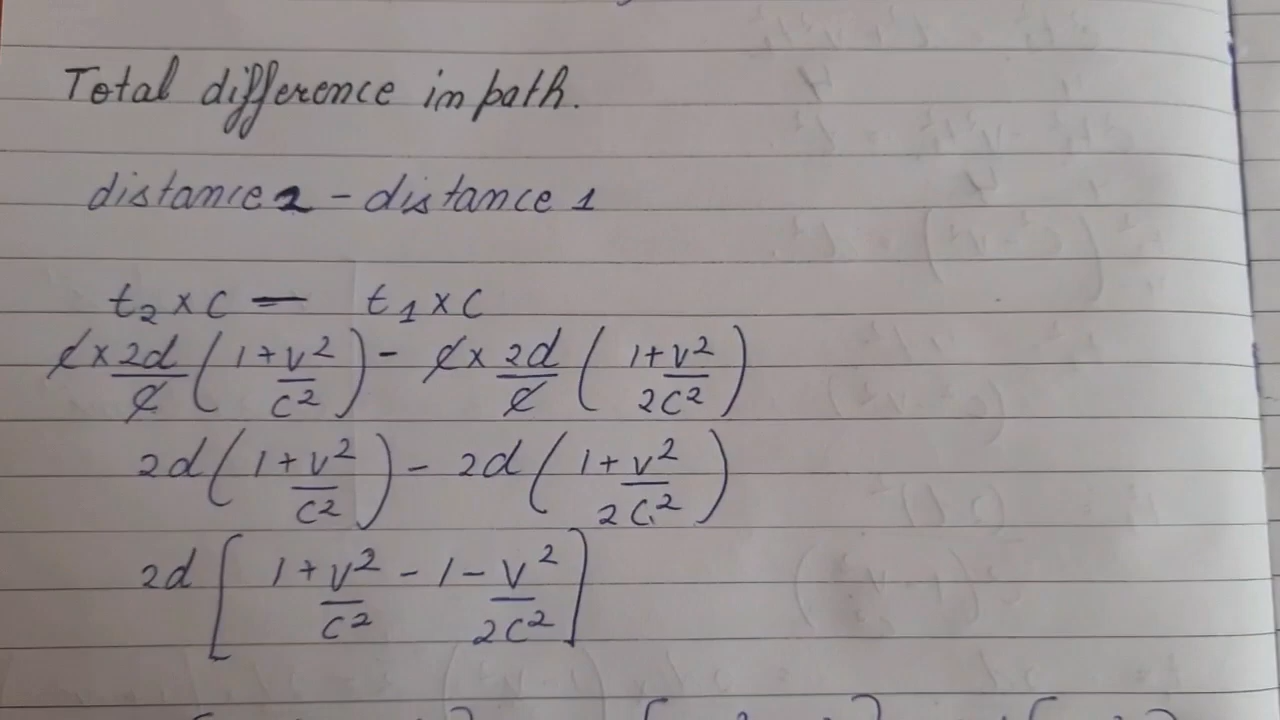 Total difference in path.
distance 2 - distance 1
t₂ × c — t₁ × c
c × 2d/c (1 + v²/c²) - c × 2d/c (1 + v²/2c²)
2d (1 + v²/c²) - 2d (1 + v²/2c²)
2d [1 + v²/c² - 1 - v²/2c²]